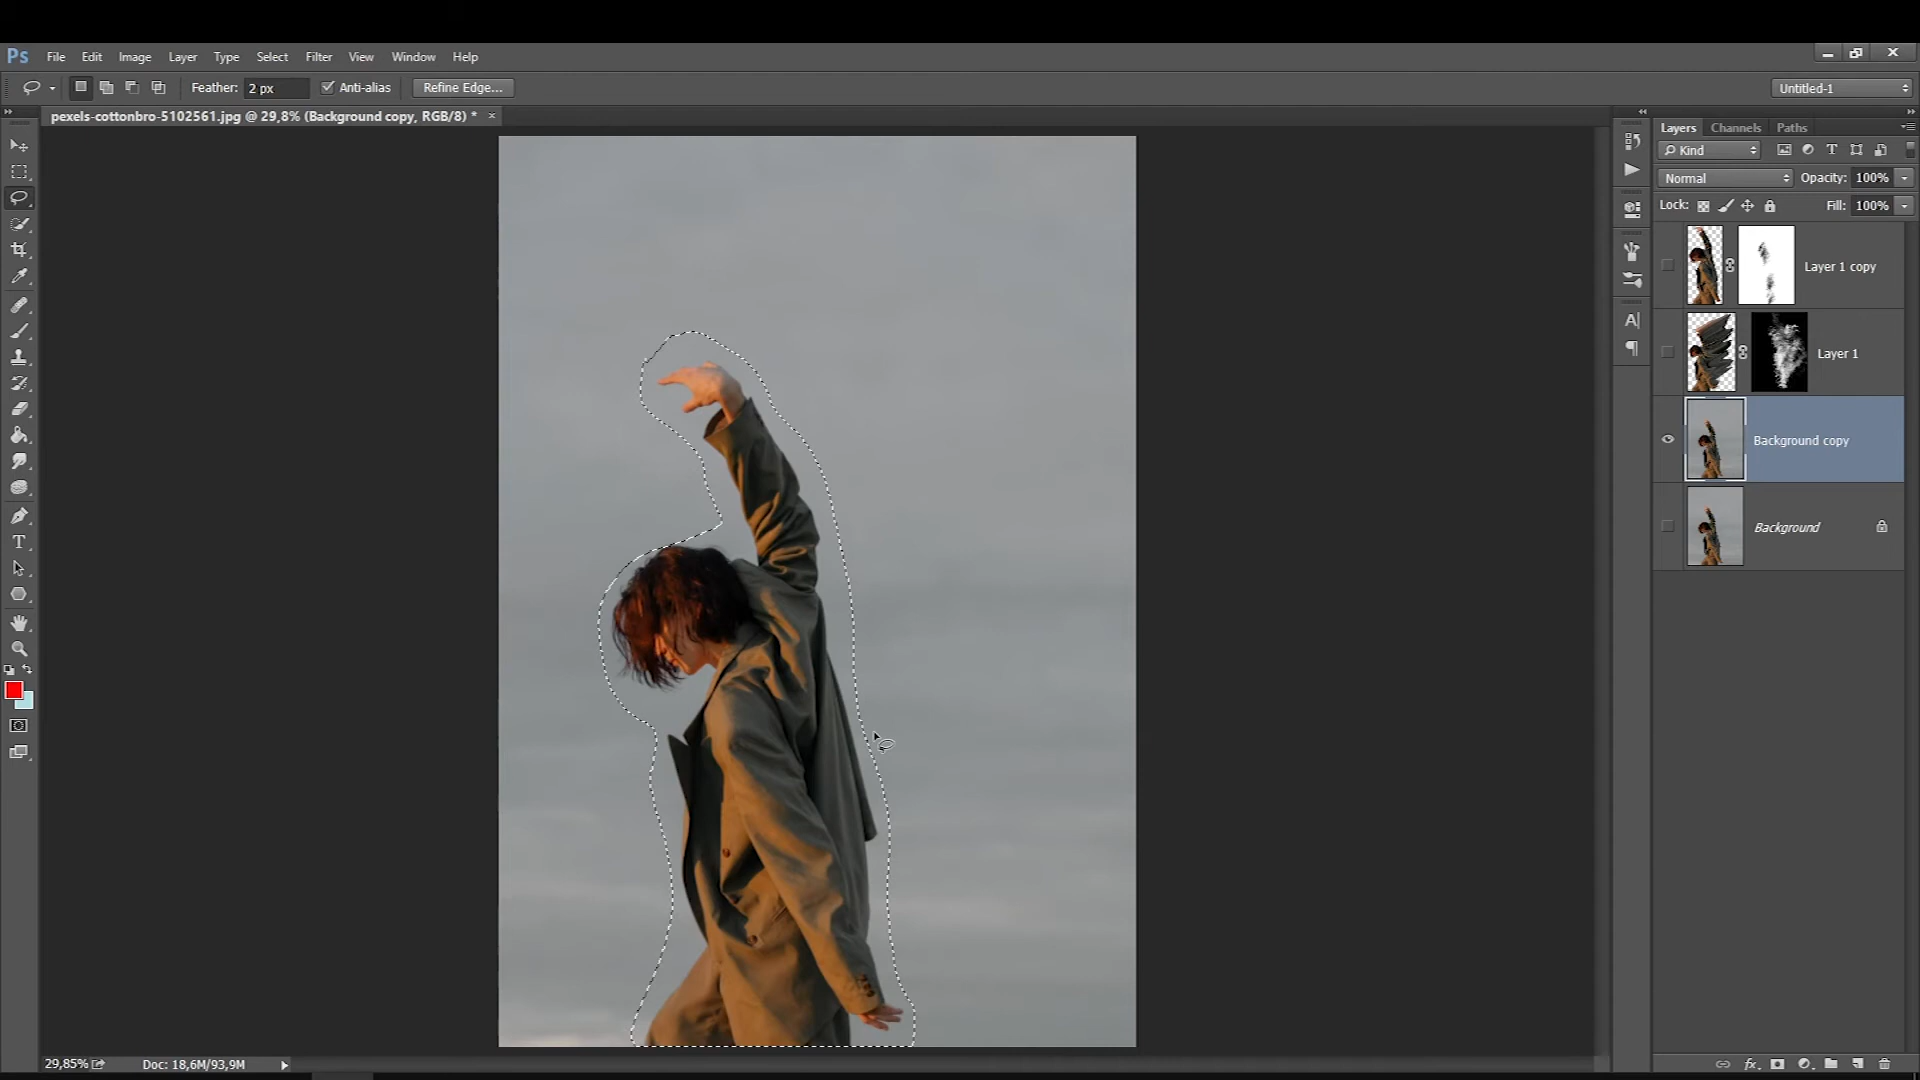 Ps File Edit Image Layer Type Select Filter View Window Help
Feather: 2 px Anti-alias Refine Edge... Untitled-1
pexels-cottonbro-5102561.jpg @ 29,8% (Background copy, RGB/8) * ×
Layers Channels Paths
Kind
Normal Opacity: 100%
Lock: Fill: 100%
Layer 1 copy
Layer 1
Background copy
Background
29,85% Doc: 18,6M/93,9M